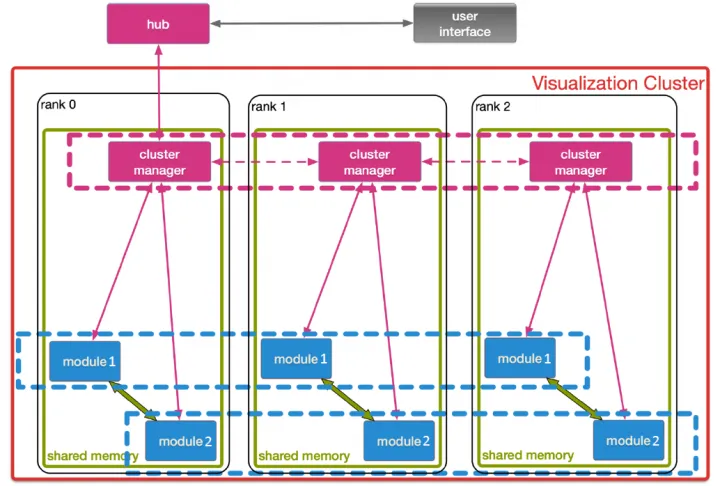 hub
user
interface
Visualization Cluster
rank 0
rank 1
rank 2
cluster
manager
cluster
manager
cluster
manager
module 1
module 1
module 1
module 2
module 2
module 2
shared memory
shared memory
shared memory